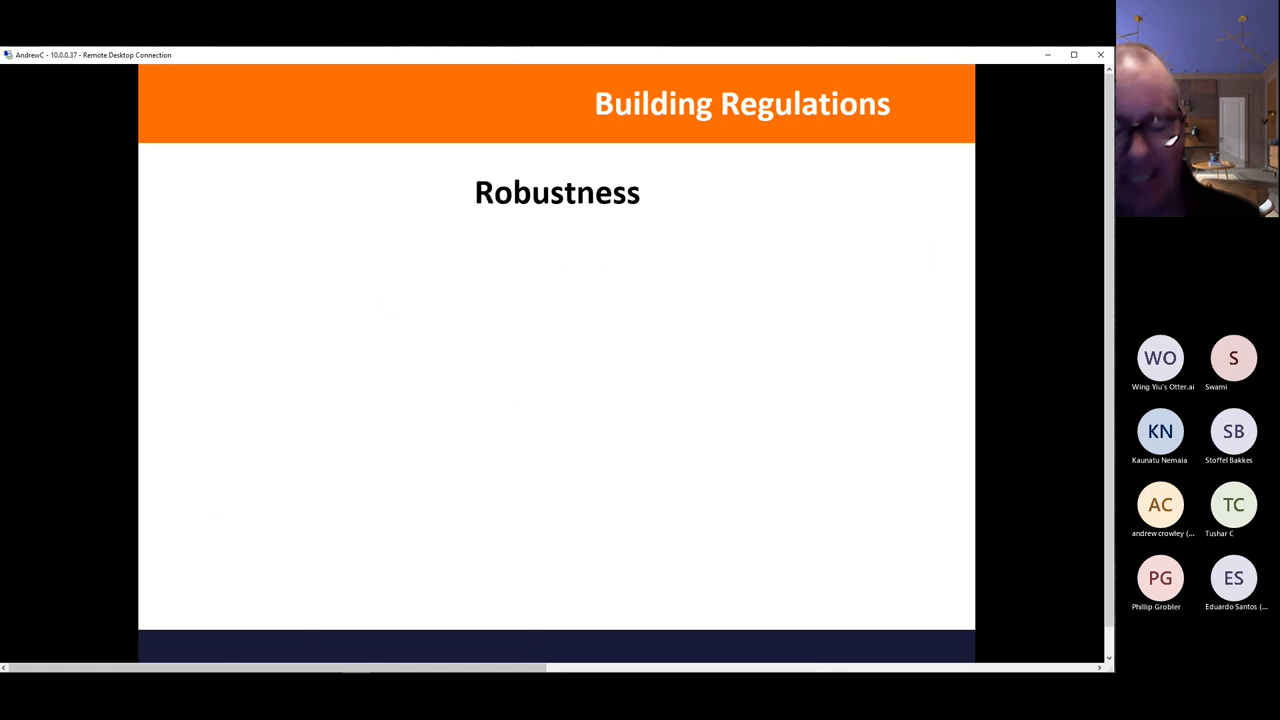 AndrewC - 10.0.0.37 - Remote Desktop Connection
Building Regulations
Robustness
WO
S
Wing Yiu's Otter.ai
Swami
KN
SB
Kaunatu Nemaia
Stoffel Bakkes
AC
TC
andrew crowley (...
Tushar C
PG
ES
Phillip Grobler
Eduardo Santos (...